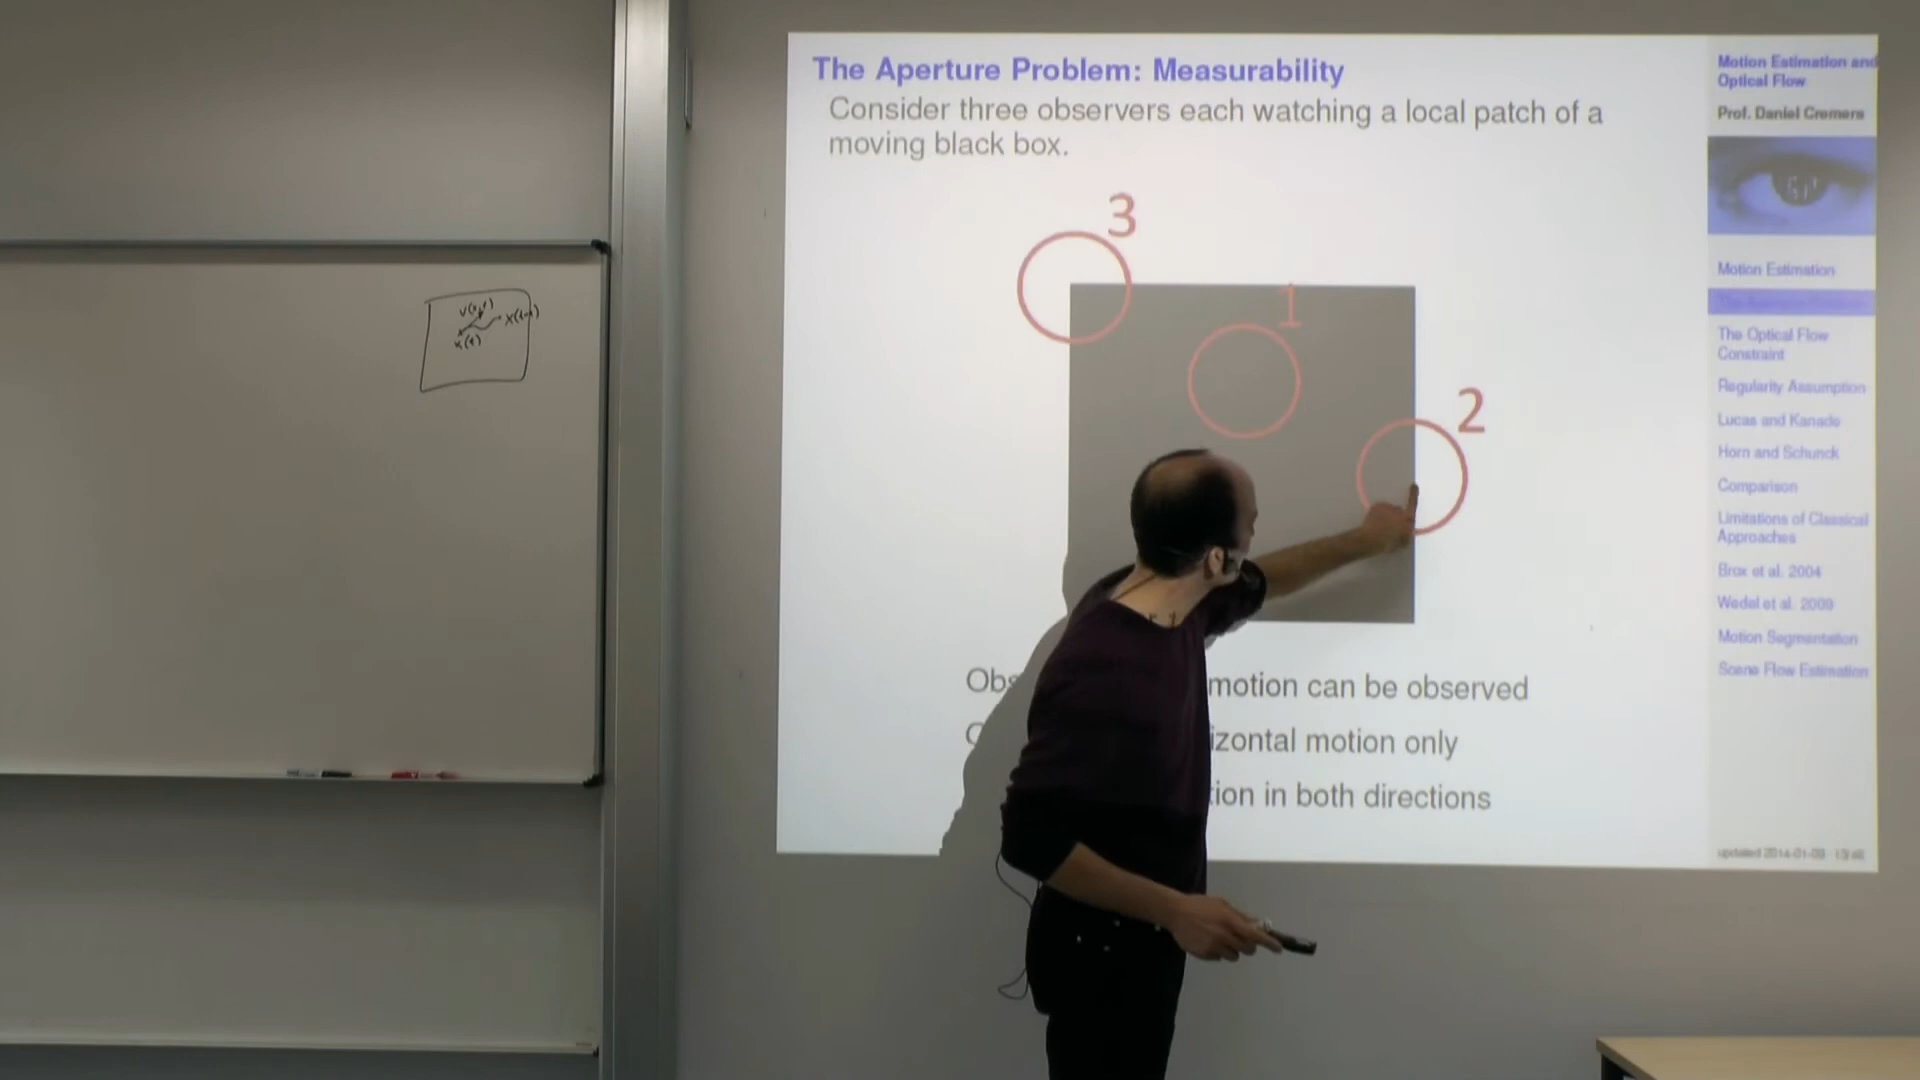 The Aperture Problem: Measurability
Consider three observers each watching a local patch of a
moving black box.
3
1
2
motion can be observed
izontal motion only
tion in both directions
Motion Estimation and
Optical Flow
Prof. Daniel Cremers
Motion Estimation
The Optical Flow
Constraint
Regularity Assumption
Lucas and Kanade
Horn and Schunck
Comparison
Limitations of Classical
Approaches
Brox et al. 2004
Wedel et al. 2009
Motion Segmentation
Scene Flow Estimation